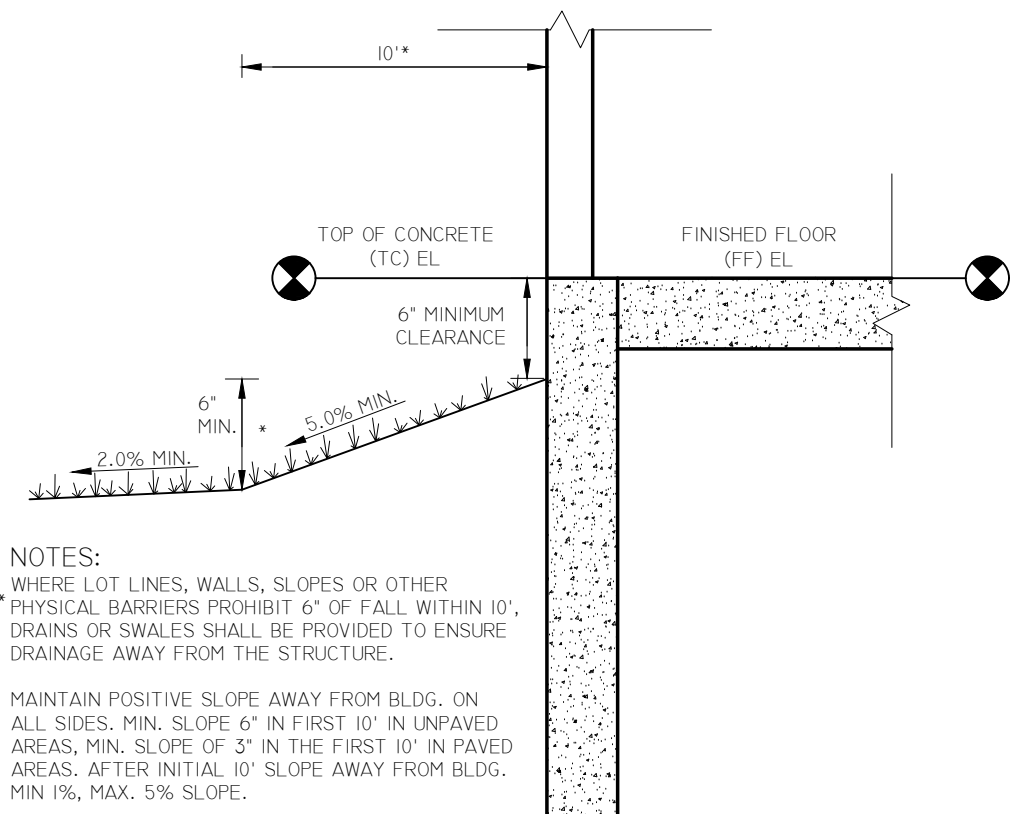 10'*
TOP OF CONCRETE
(TC) EL
FINISHED FLOOR
(FF) EL
6" MINIMUM
CLEARANCE
6"
MIN.
*
5.0% MIN.
2.0% MIN.
NOTES:
WHERE LOT LINES, WALLS, SLOPES OR OTHER
* PHYSICAL BARRIERS PROHIBIT 6" OF FALL WITHIN 10',
DRAINS OR SWALES SHALL BE PROVIDED TO ENSURE
DRAINAGE AWAY FROM THE STRUCTURE.
MAINTAIN POSITIVE SLOPE AWAY FROM BLDG. ON
ALL SIDES. MIN. SLOPE 6" IN FIRST 10' IN UNPAVED
AREAS, MIN. SLOPE OF 3" IN THE FIRST 10' IN PAVED
AREAS. AFTER INITIAL 10' SLOPE AWAY FROM BLDG.
MIN 1%, MAX. 5% SLOPE.